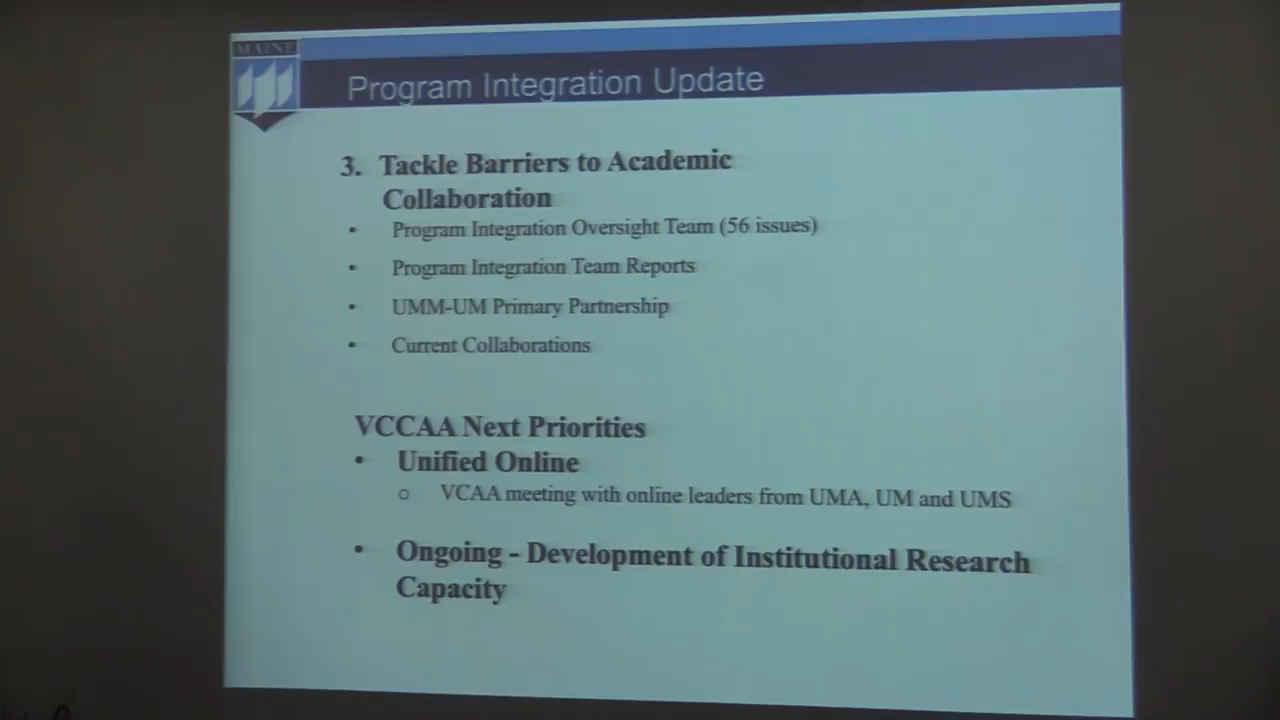 MAINE
Program Integration Update
3. Tackle Barriers to Academic
Collaboration
• Program Integration Oversight Team (56 issues)
• Program Integration Team Reports
• UMM-UM Primary Partnership
• Current Collaborations
VCCAA Next Priorities
• Unified Online
o VCAA meeting with online leaders from UMA, UM and UMS
• Ongoing - Development of Institutional Research
Capacity